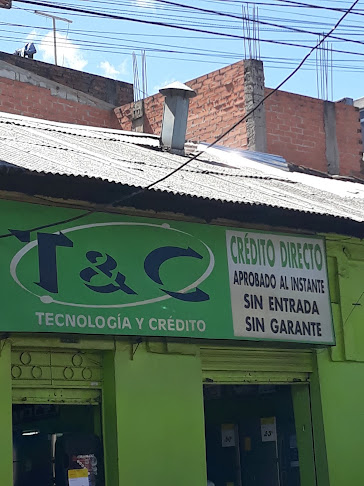 T & C
TECNOLOGÍA Y CRÉDITO
CRÉDITO DIRECTO
APROBADO AL INSTANTE
SIN ENTRADA
SIN GARANTE